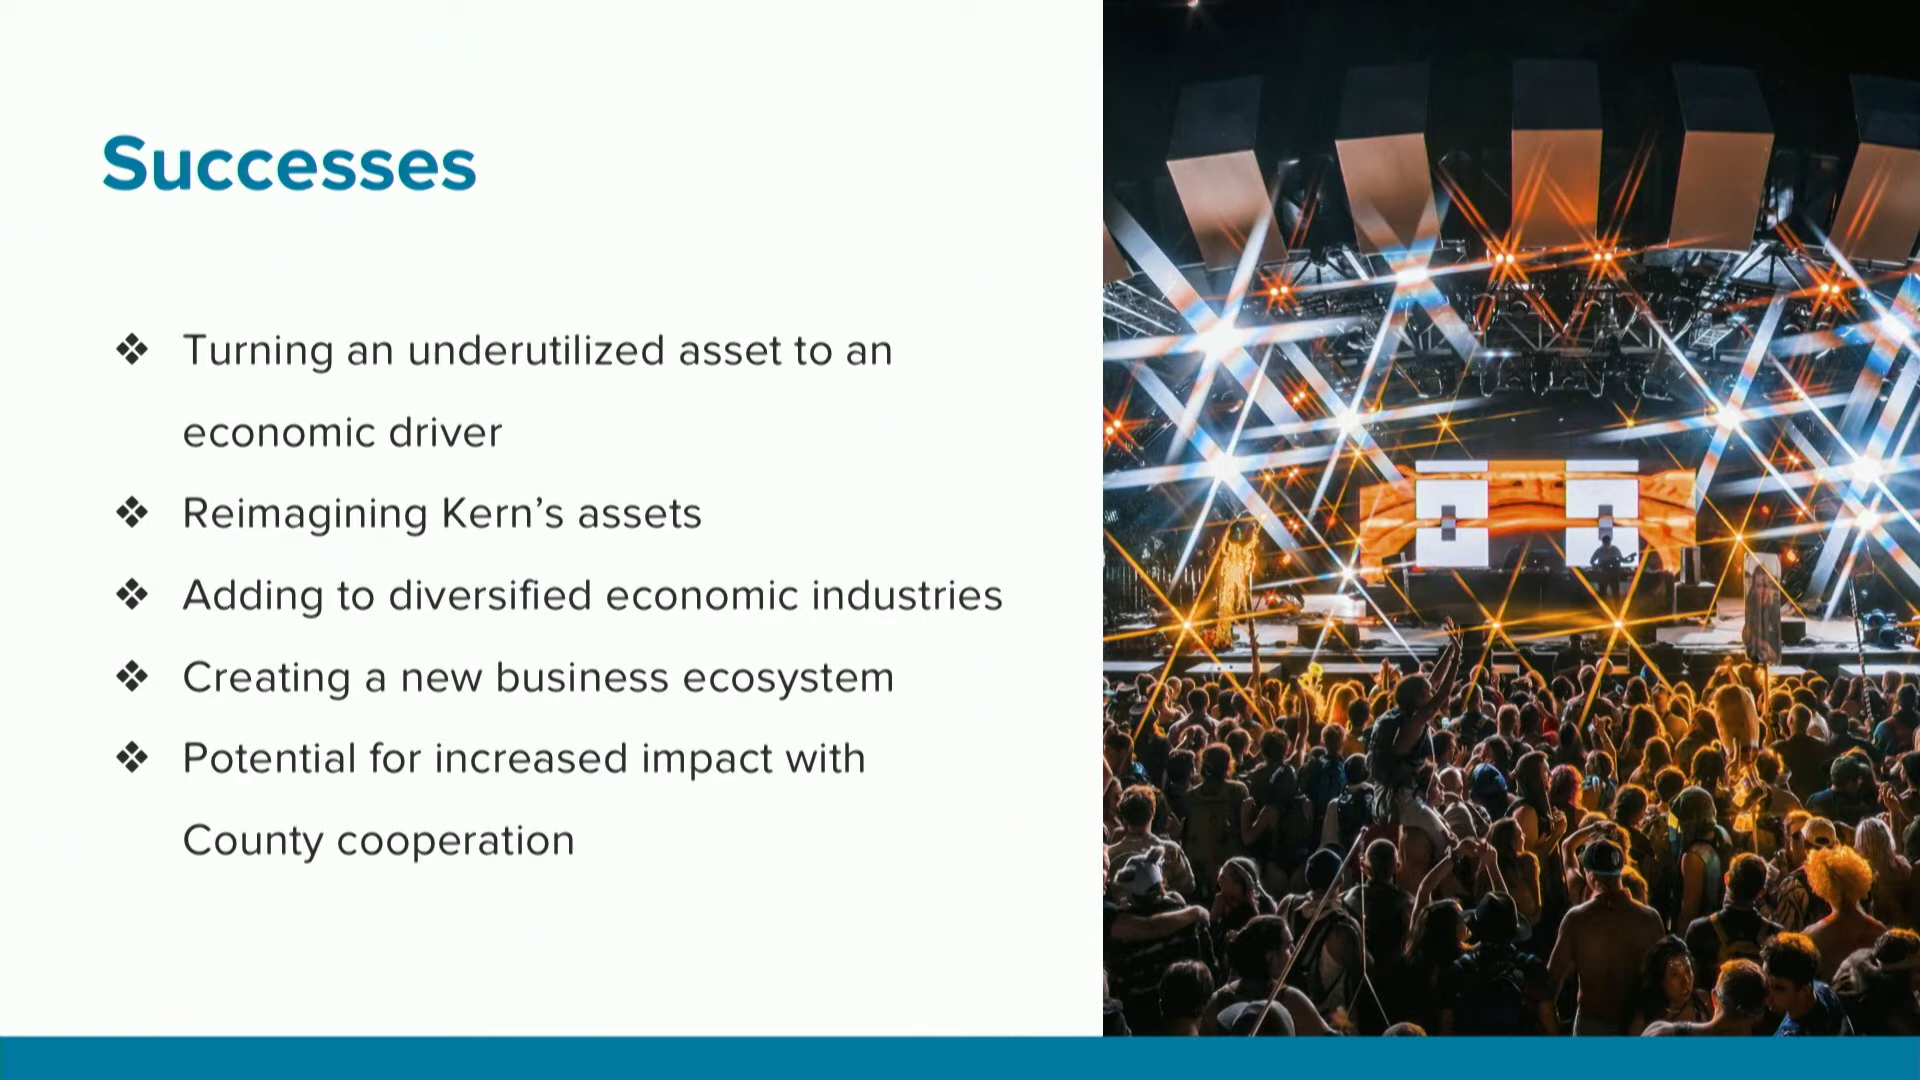 Successes
❖ Turning an underutilized asset to an
economic driver
❖ Reimagining Kern’s assets
❖ Adding to diversified economic industries
❖ Creating a new business ecosystem
❖ Potential for increased impact with
County cooperation